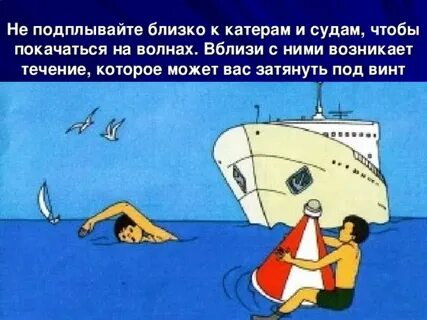 Не подплывайте близко к катерам и судам, чтобы
покачаться на волнах. Вблизи с ними возникает
течение, которое может вас затянуть под винт